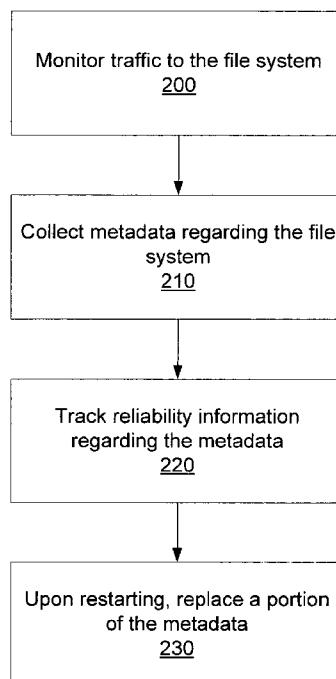 Monitor traffic to the file system
200
Collect metadata regarding the file
system
210
Track reliability information
regarding the metadata
220
Upon restarting, replace a portion
of the metadata
230